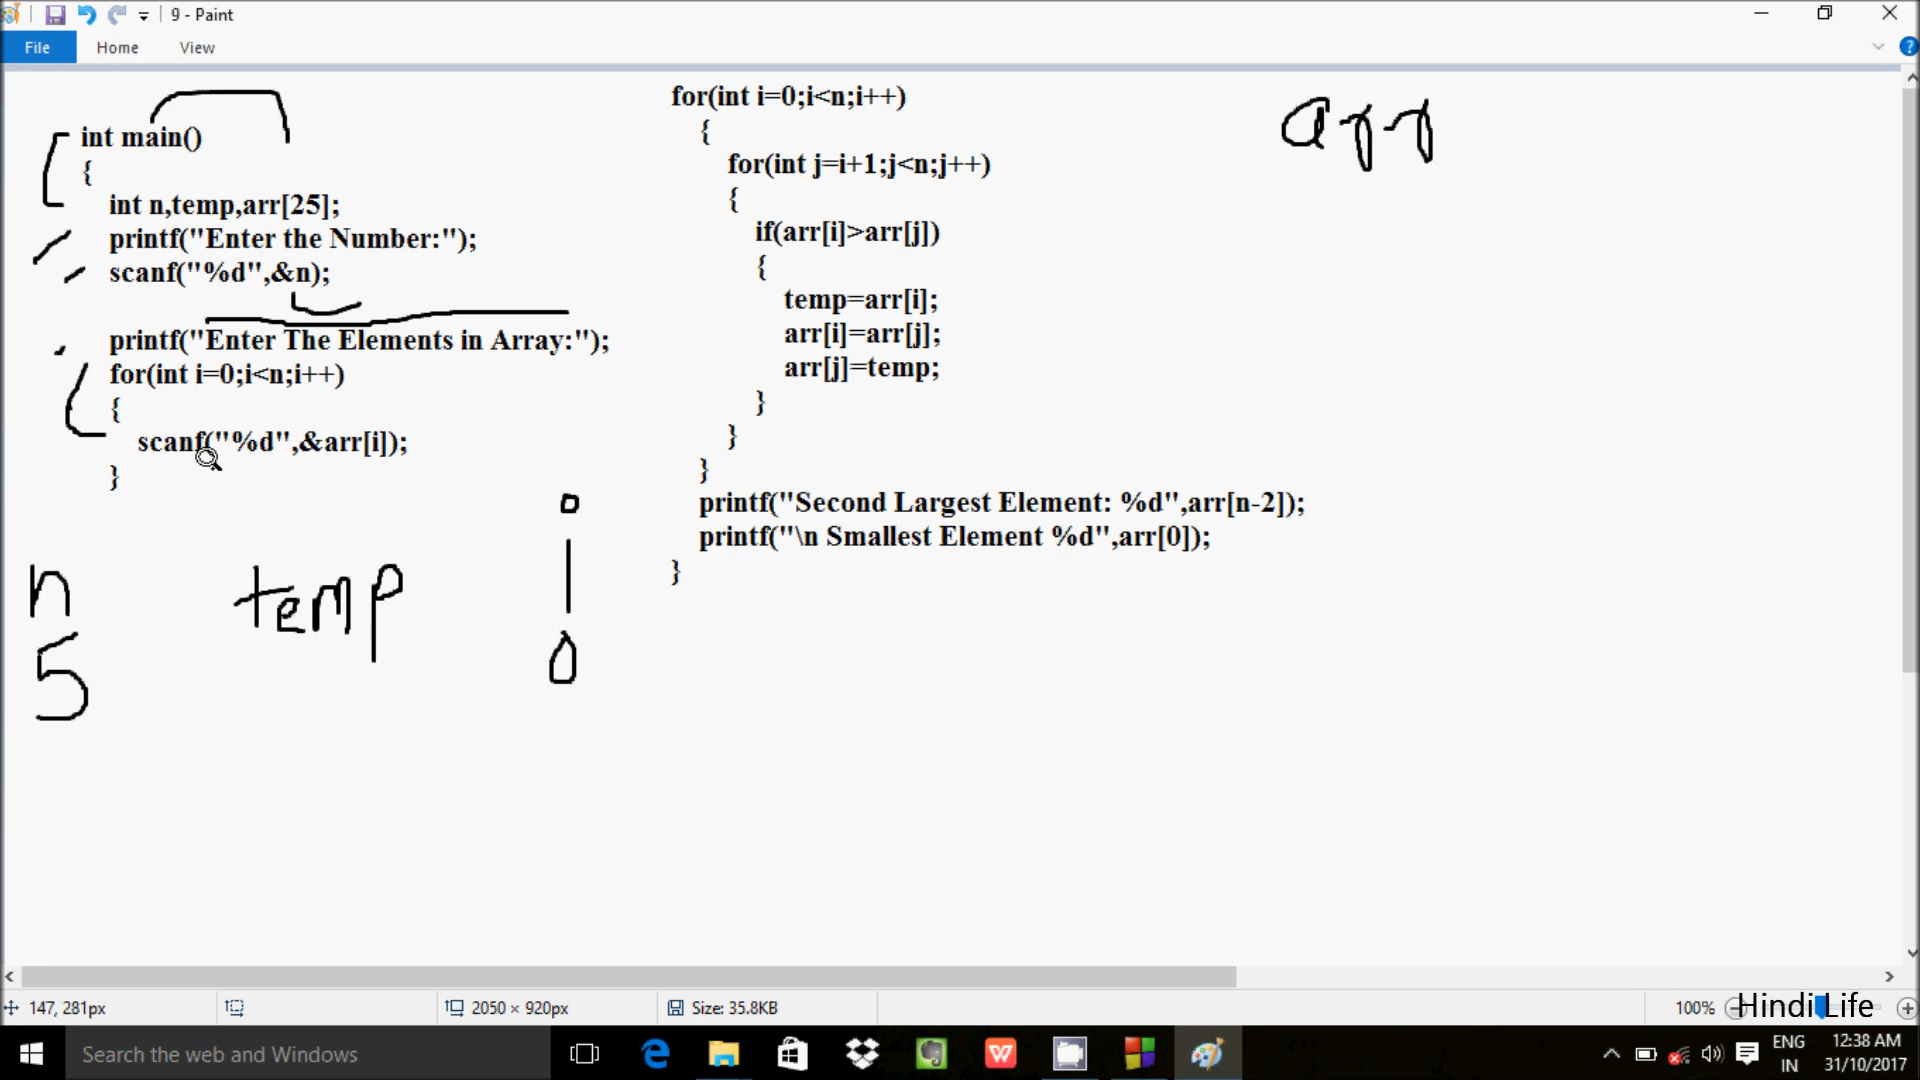 9 - Paint
File Home View
int main()
{
int n,temp,arr[25];
printf("Enter the Number:");
scanf("%d",&n);
printf("Enter The Elements in Array:");
for(int i=0;i<n;i++)
{
scanf("%d",&arr[i]);
}
n
5
temp
0
for(int i=0;i<n;i++)
{
for(int j=i+1;j<n;j++)
{
if(arr[i]>arr[j])
{
temp=arr[i];
arr[i]=arr[j];
arr[j]=temp;
}
}
}
printf("Second Largest Element: %d",arr[n-2]);
printf("\n Smallest Element %d",arr[0]);
}
arr
147, 281px
2050 × 920px
Size: 35.8KB
100%
Hindi Life
Search the web and Windows
ENG
IN
12:38 AM
31/10/2017